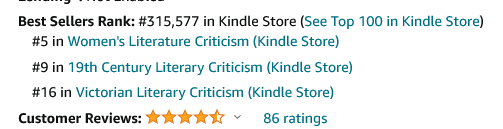 Best Sellers Rank: #315,577 in Kindle Store (See Top 100 in Kindle Store)
#5 in Women's Literature Criticism (Kindle Store)
#9 in 19th Century Literary Criticism (Kindle Store)
#16 in Victorian Literary Criticism (Kindle Store)
Customer Reviews: 86 ratings